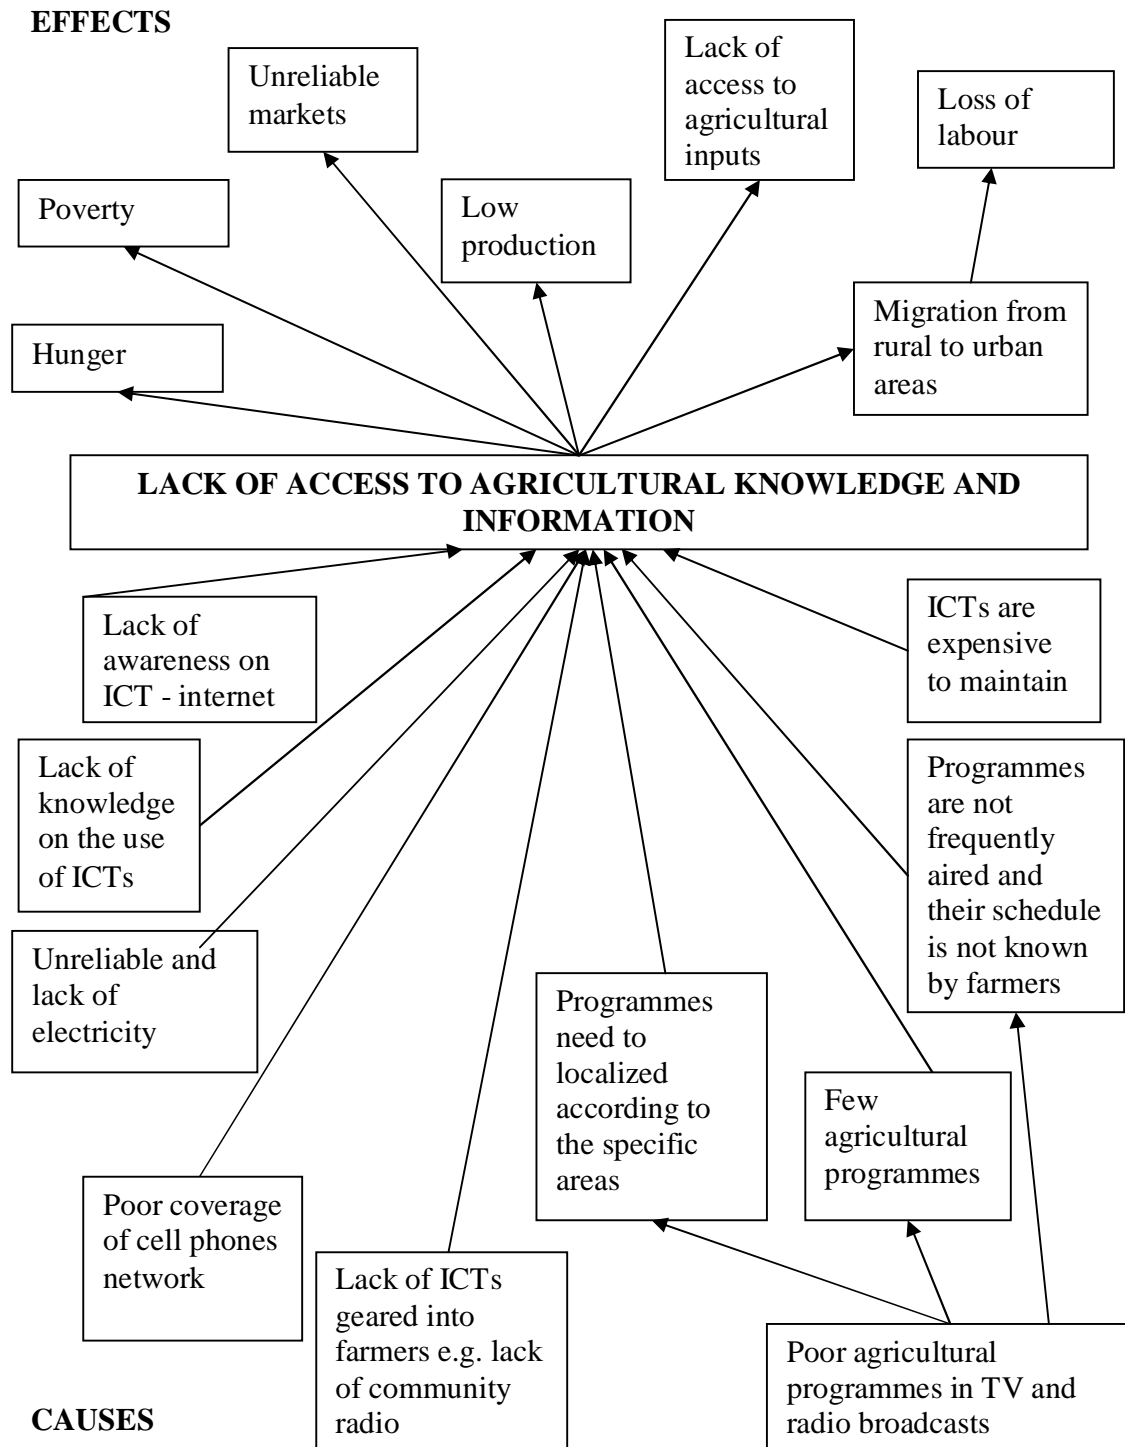 EFFECTS
Unreliable
markets
Lack of
access to
agricultural
inputs
Loss of
labour
Poverty
Low
production
Migration from
rural to urban
areas
Hunger
LACK OF ACCESS TO AGRICULTURAL KNOWLEDGE AND
INFORMATION
Lack of
awareness on
ICT - internet
ICTs are
expensive
to maintain
Lack of
knowledge
on the use
of ICTs
Programmes
are not
frequently
aired and
their schedule
is not known
by farmers
Unreliable and
lack of
electricity
Programmes
need to
localized
according to
the specific
areas
Few
agricultural
programmes
Poor coverage
of cell phones
network
Lack of ICTs
geared into
farmers e.g. lack
of community
radio
Poor agricultural
programmes in TV and
radio broadcasts
CAUSES